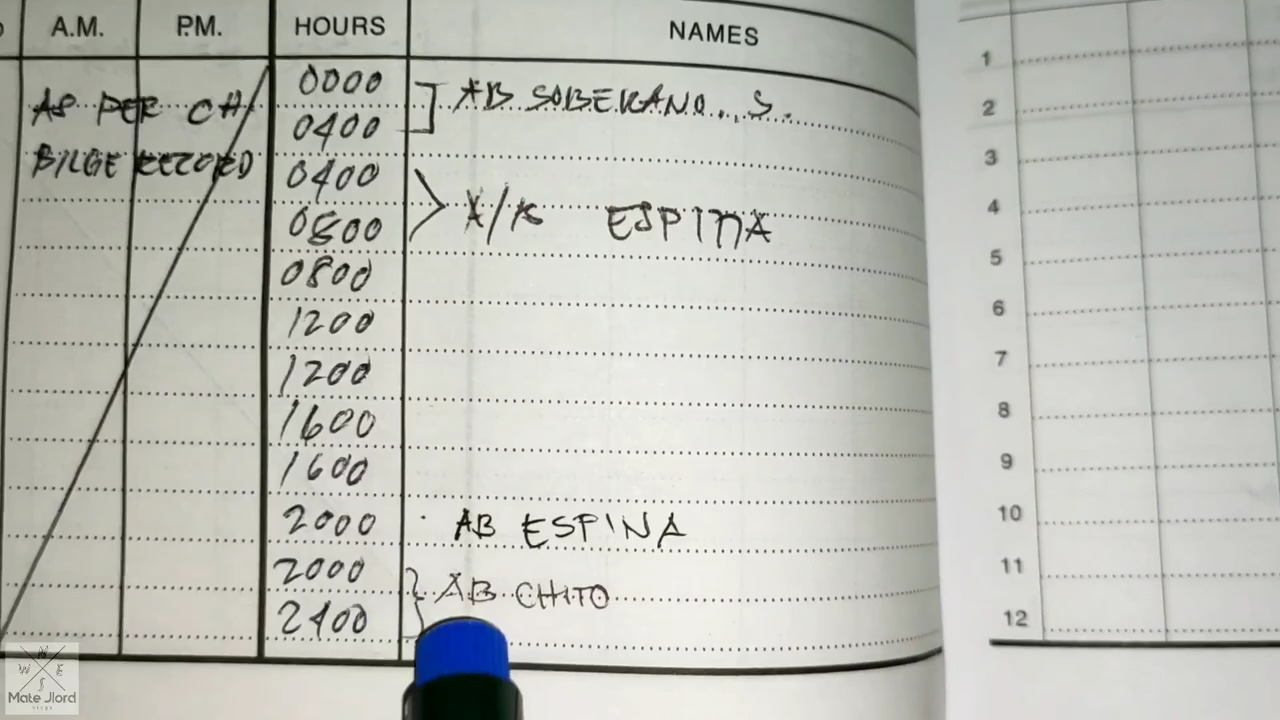 A.M. P.M. HOURS NAMES
0000
AS PER CH AB SOBERANO., S.
0400
BILGE RECORD 0400
A/B ESPINA
0800
0800
1200
1200
1600
1600
2000 AB ESPINA
2000 AB CHITO
2400
1
2
3
4
5
6
7
8
9
10
11
12
N
W E
S
Mate Jlord